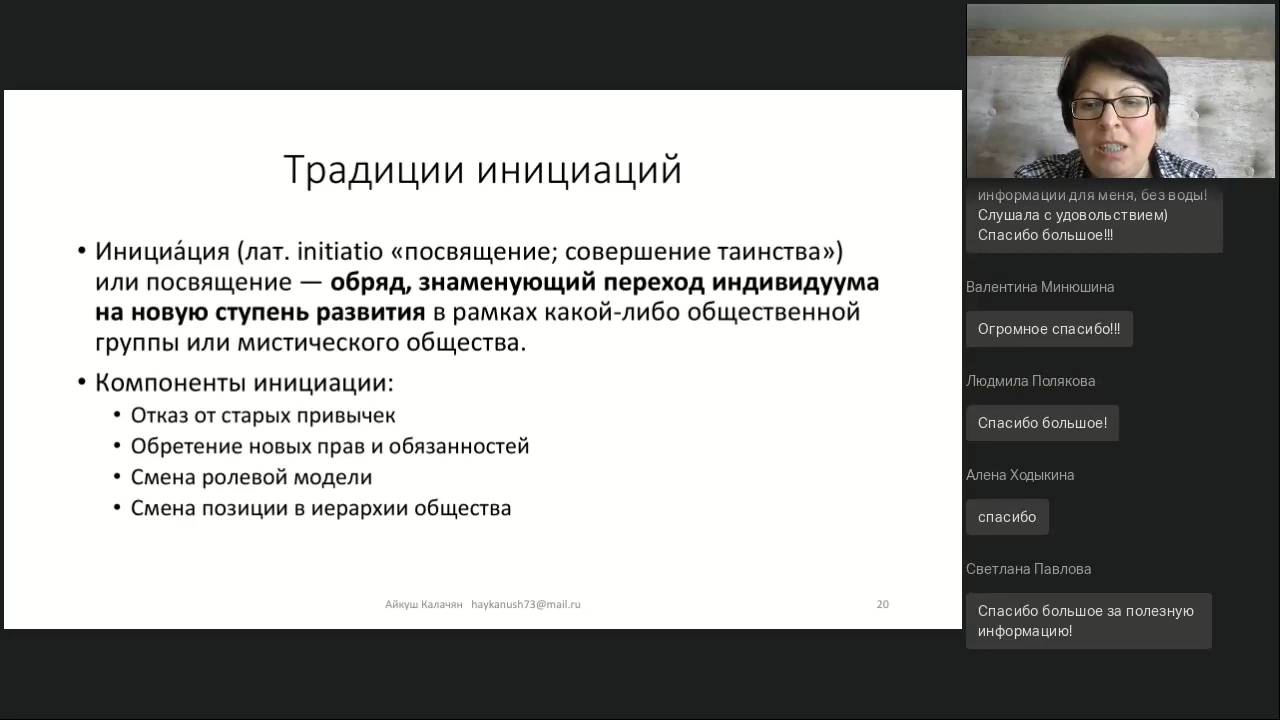 Традиции инициаций
• Инициа́ция (лат. initiatio «посвящение; совершение таинства»)
или посвящение — обряд, знаменующий переход индивидуума
на новую ступень развития в рамках какой-либо общественной
группы или мистического общества.
• Компоненты инициации:
• Отказ от старых привычек
• Обретение новых прав и обязанностей
• Смена ролевой модели
• Смена позиции в иерархии общества
Айкуш Калачян haykanush73@mail.ru
20
информации для меня, без воды!
Слушала с удовольствием)
Спасибо большое!!!
Валентина Минюшина
Огромное спасибо!!!
Людмила Полякова
Спасибо большое!
Алена Ходыкина
спасибо
Светлана Павлова
Спасибо большое за полезную
информацию!